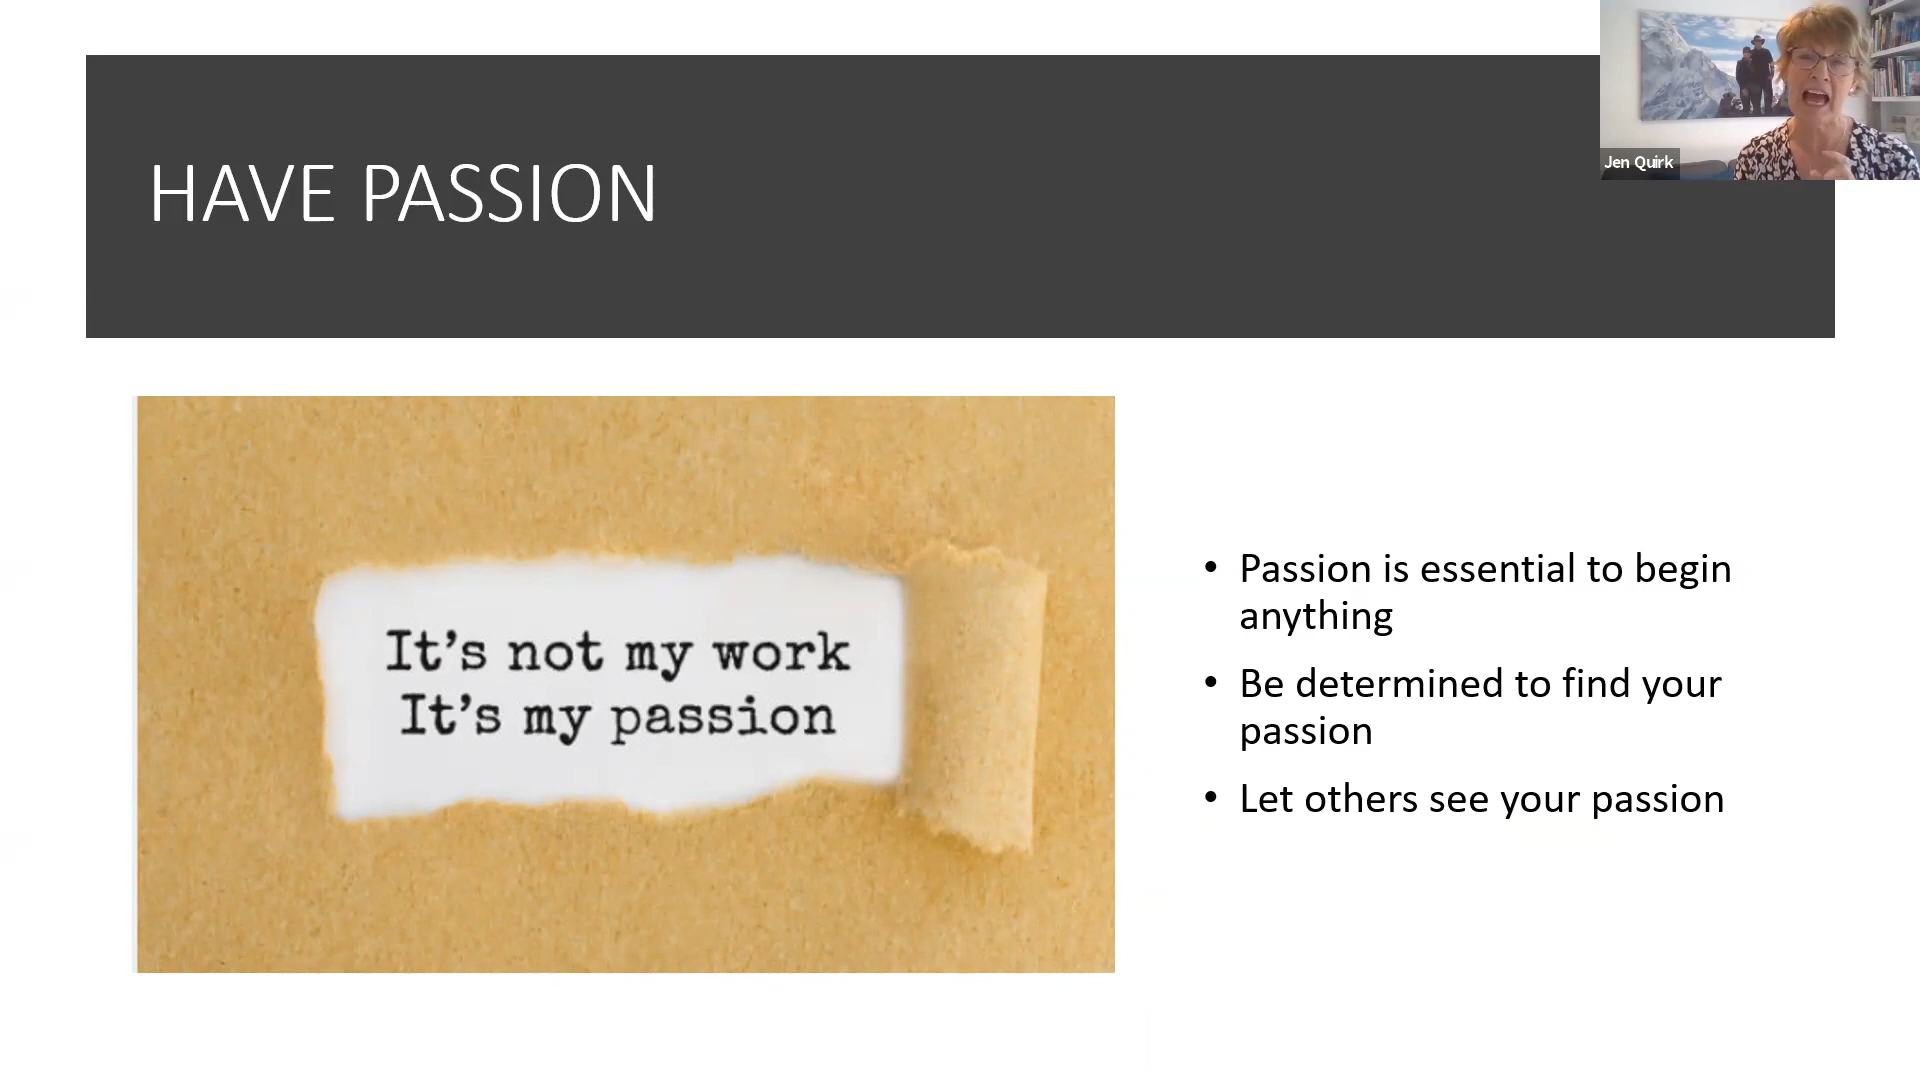 HAVE PASSION
Jen Quirk
It's not my work
It's my passion
• Passion is essential to begin
anything
• Be determined to find your
passion
• Let others see your passion